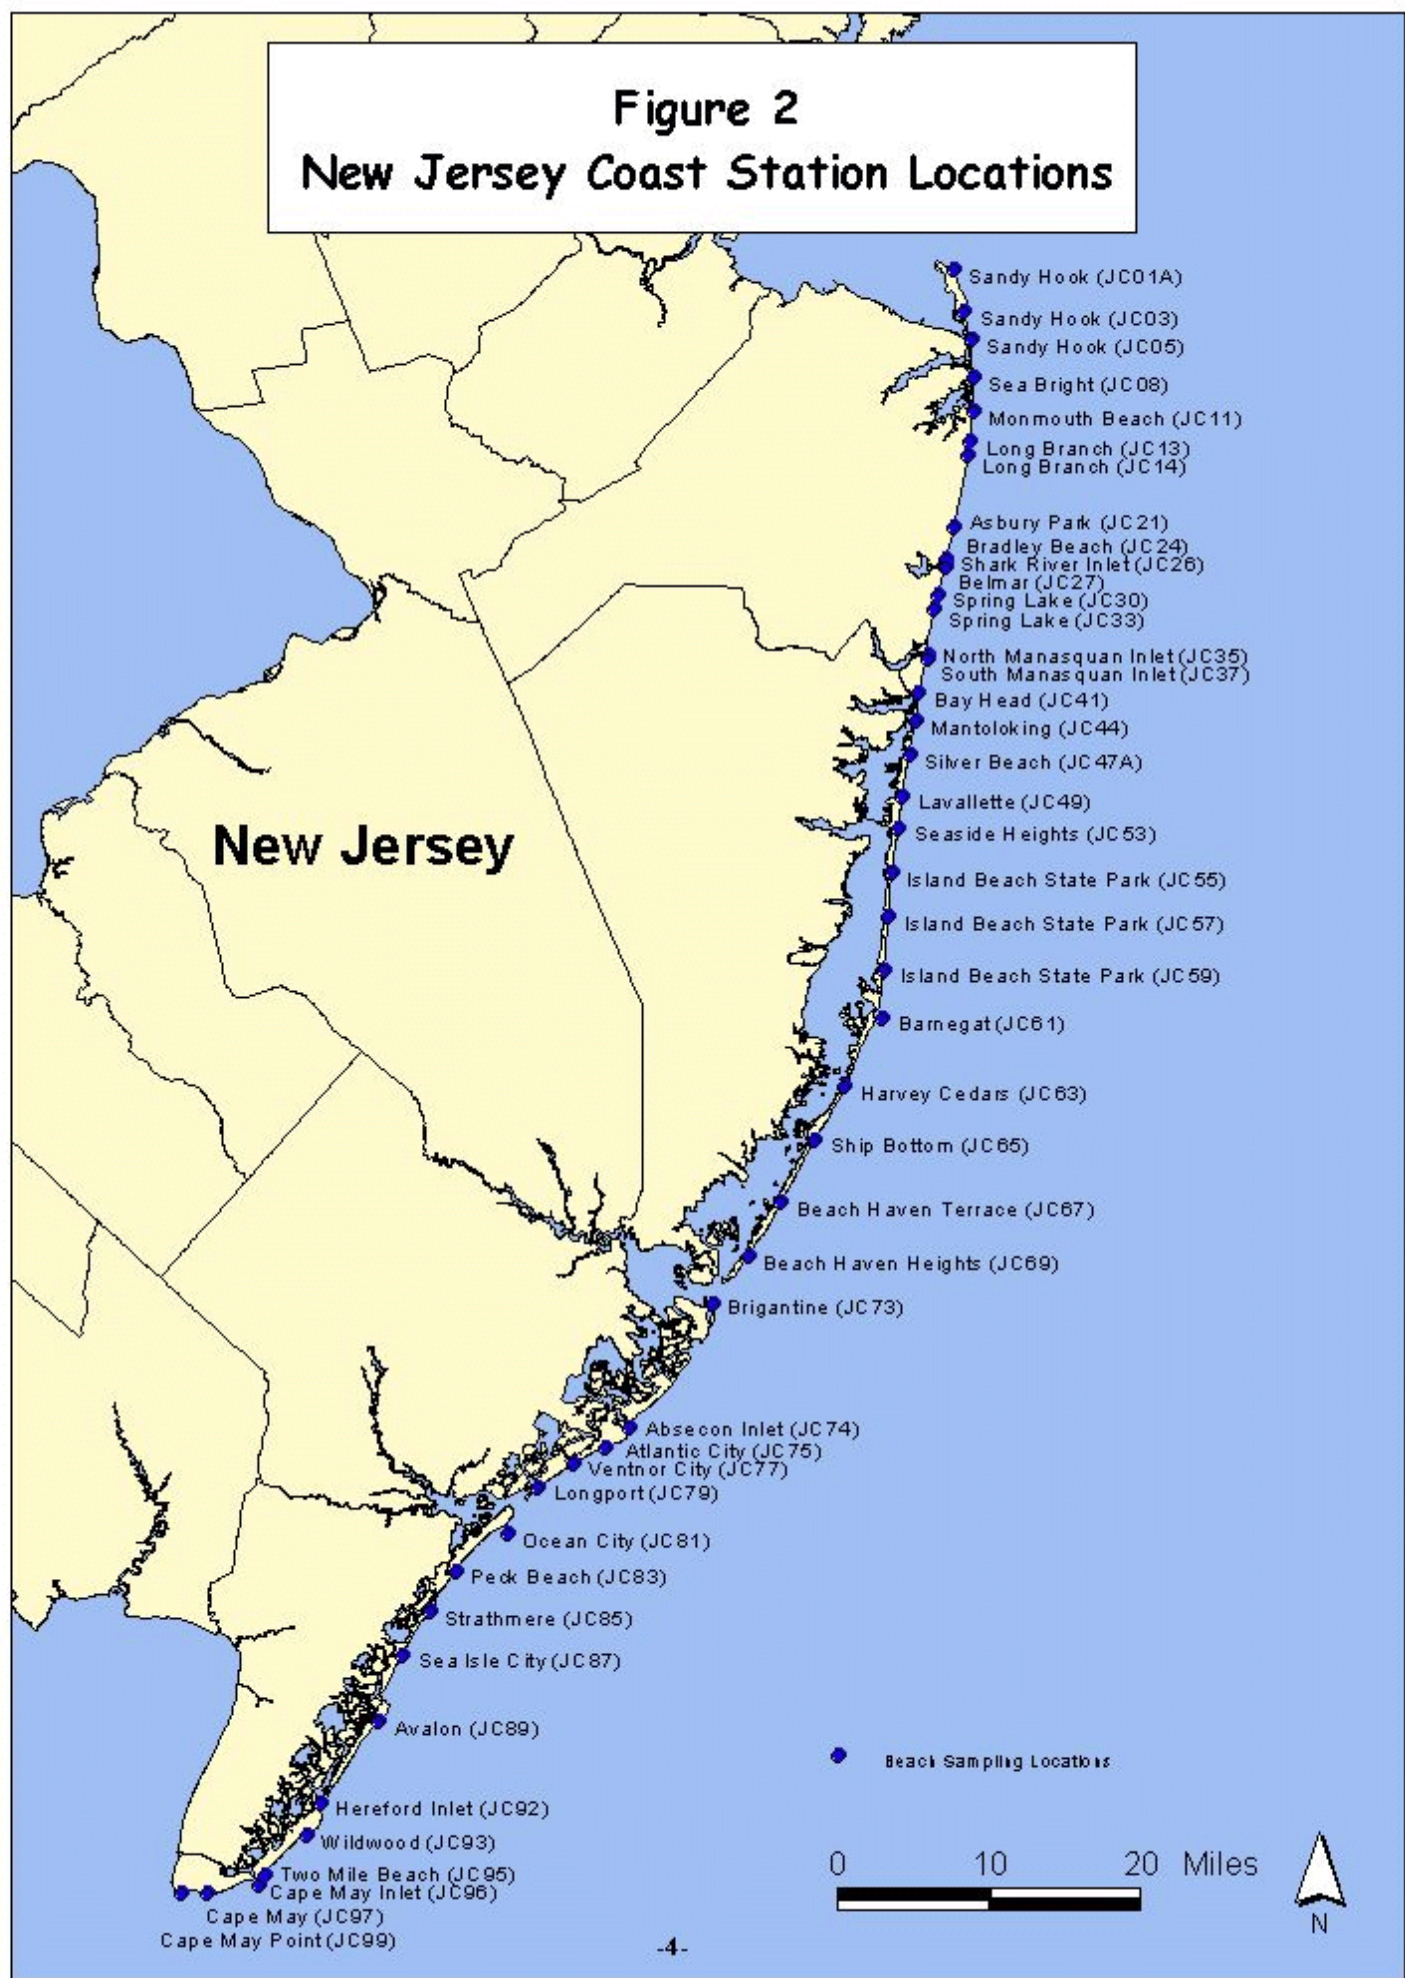 Figure 2
New Jersey Coast Station Locations
Sandy Hook (JC01A)
Sandy Hook (JC03)
Sandy Hook (JC05)
Sea Bright (JC08)
Monmouth Beach (JC11)
Long Branch (JC13)
Long Branch (JC14)
Asbury Park (JC21)
Bradley Beach (JC24)
Shark River Inlet (JC26)
Belmar (JC27)
Spring Lake (JC30)
Spring Lake (JC33)
North Manasquan Inlet (JC35)
South Manasquan Inlet (JC37)
Bay Head (JC41)
Mantoloking (JC44)
Silver Beach (JC47A)
Lavallette (JC49)
Seaside Heights (JC53)
New Jersey
Island Beach State Park (JC55)
Island Beach State Park (JC57)
Island Beach State Park (JC59)
Barnegat (JC61)
Harvey Cedars (JC63)
Ship Bottom (JC65)
Beach Haven Terrace (JC67)
Beach Haven Heights (JC69)
Brigantine (JC73)
Absecon Inlet (JC74)
Atlantic City (JC75)
Ventnor City (JC77)
Longport (JC79)
Ocean City (JC81)
Peck Beach (JC83)
Strathmere (JC85)
Sea Isle City (JC87)
Avalon (JC89)
Beach Sampling Locations
Hereford Inlet (JC92)
Wildwood (JC93)
Two Mile Beach (JC95)
Cape May Inlet (JC96)
Cape May (JC97)
Cape May Point (JC99)
0 10 20 Miles
N
-4-